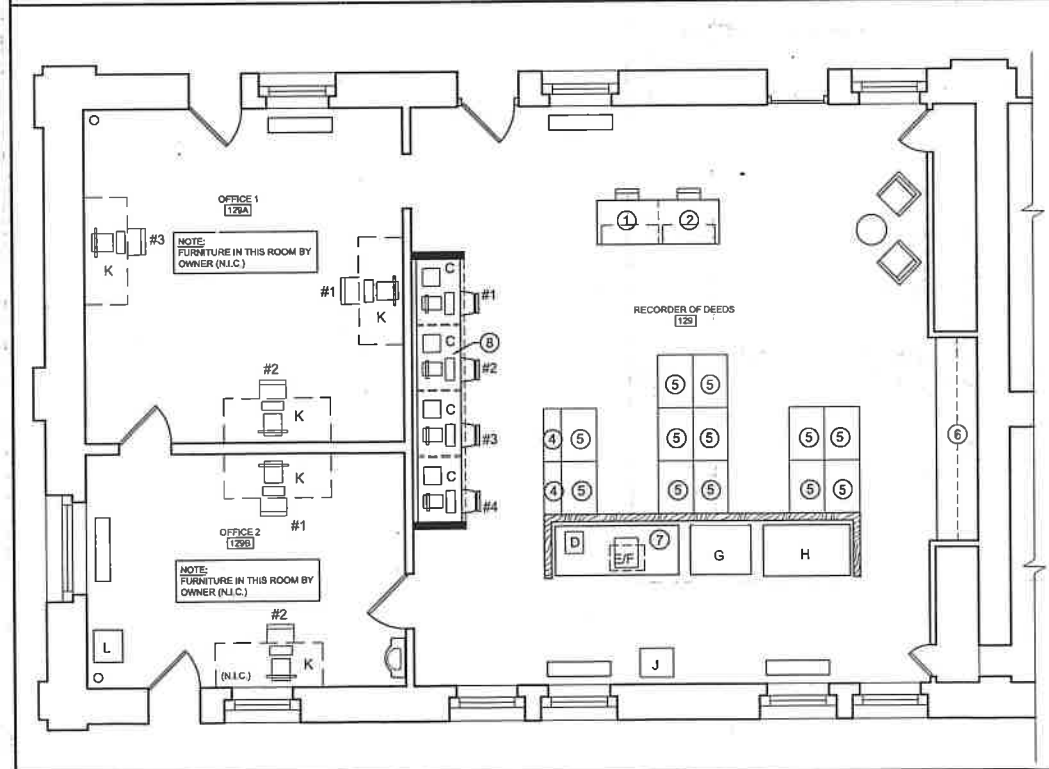 OFFICE 1
129A
NOTE:
FURNITURE IN THIS ROOM BY
OWNER (N.I.C.)
#3
K
#1
K
#2
K
C
#1
C
8
#2
C
#3
C
#4
1
2
RECORDER OF DEEDS
129
5 5
4 5
5 5
5 5
4 5
5 5
5 5
6
D
E/F
7
G
H
K
#1
OFFICE 2
129B
NOTE:
FURNITURE IN THIS ROOM BY
OWNER (N.I.C.)
#2
L
(N.I.C.)
K
J